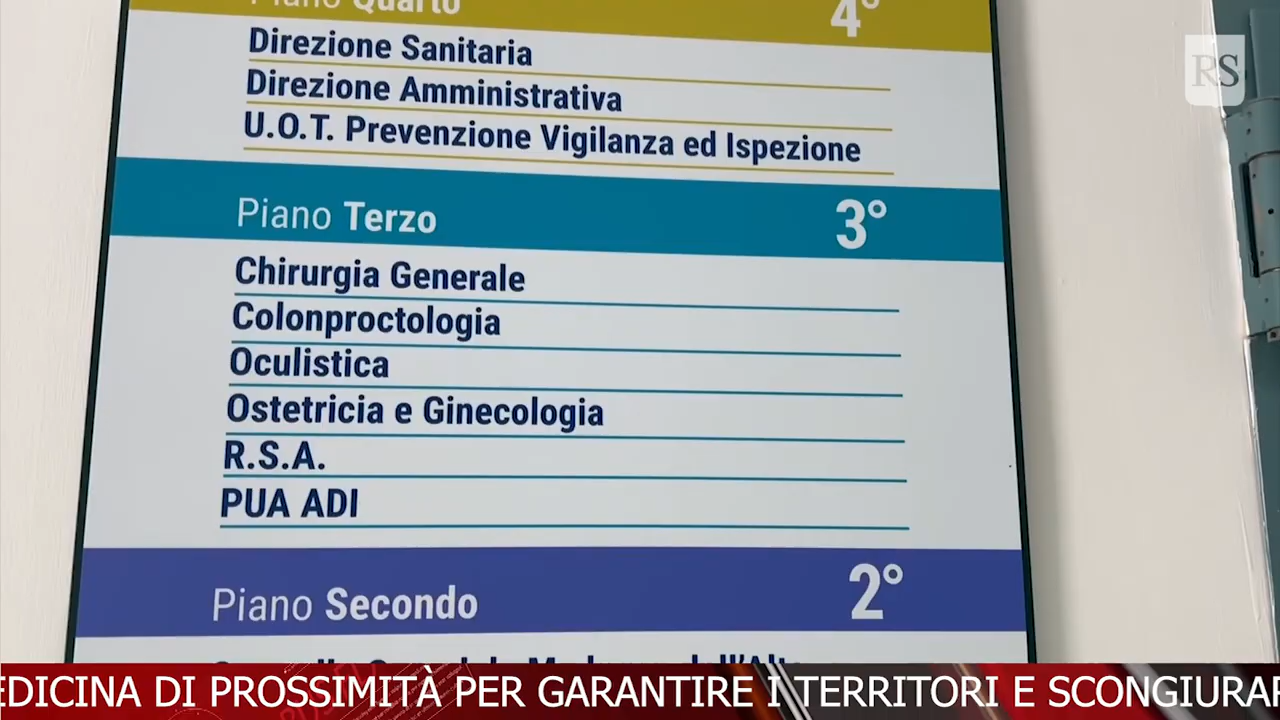 Piano Quarto 4°
Direzione Sanitaria
Direzione Amministrativa
U.O.T. Prevenzione Vigilanza ed Ispezione
Piano Terzo 3°
Chirurgia Generale
Colonproctologia
Oculistica
Ostetricia e Ginecologia
R.S.A.
PUA ADI
Piano Secondo 2°
EDICINA DI PROSSIMITÀ PER GARANTIRE I TERRITORI E SCONGIURAR
RS